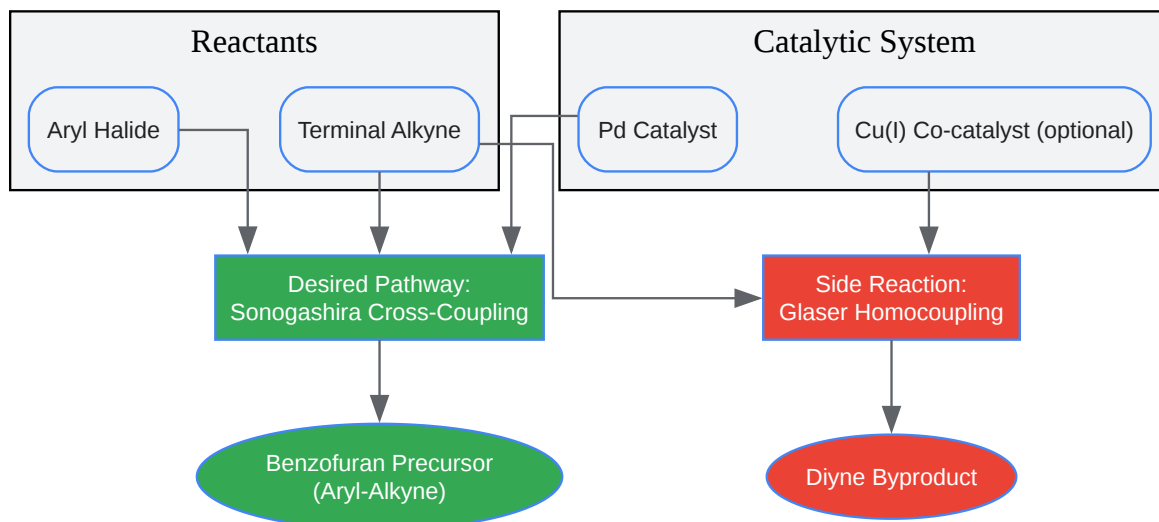 Reactants
Catalytic System
Aryl Halide
Terminal Alkyne
Pd Catalyst
Cu(I) Co-catalyst (optional)
Desired Pathway:
Sonogashira Cross-Coupling
Side Reaction:
Glaser Homocoupling
Benzofuran Precursor
(Aryl-Alkyne)
Diyne Byproduct